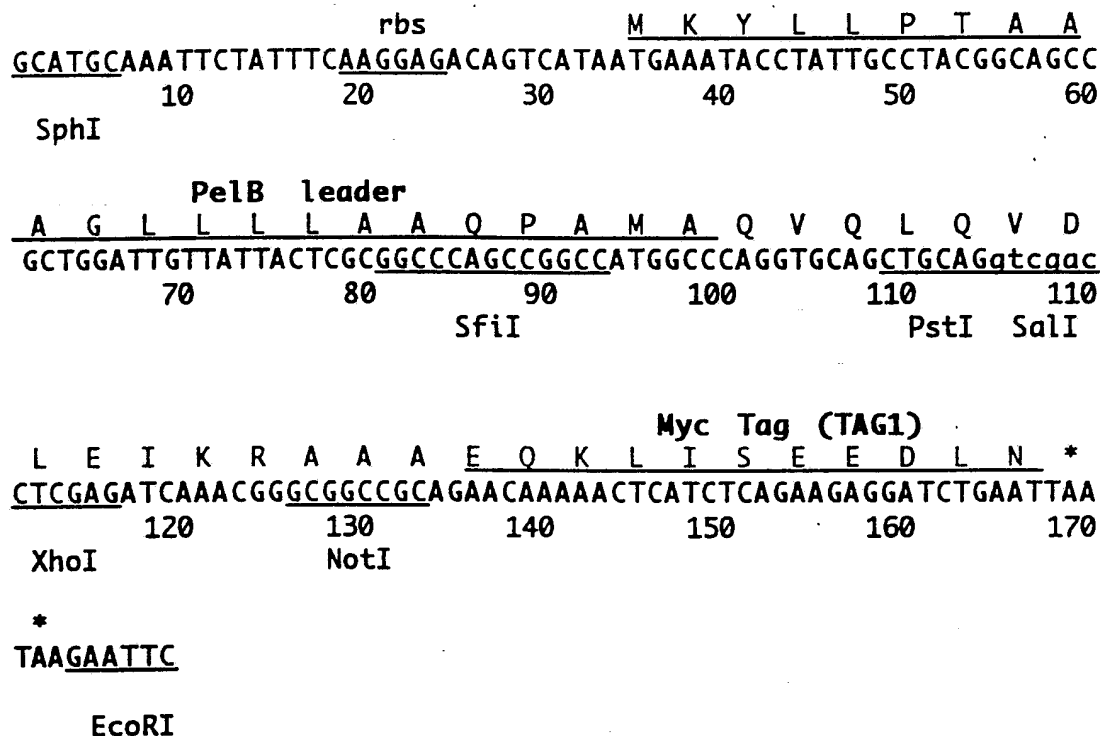 rbs M K Y L L P T A A
GCATGCAAATTCTATTTCAAGGAGACAGTCATAATGAAATACCTATTGCCTACGGCAGCC
10 20 30 40 50 60
SphI
PelB leader
A G L L L L A A Q P A M A Q V Q L Q V D
GCTGGATTGTTATTACTCGCGGCCCAGCCGGCCATGGCCCAGGTGCAGCTGCAGgtcgac
70 80 90 100 110 110
SfiI PstI SalI
Myc Tag (TAG1)
L E I K R A A A E Q K L I S E E D L N *
CTCGAGATCAAACGGGCGGCCGCAGAACAAAAACTCATCTCAGAAGAGGATCTGAATTAA
120 130 140 150 160 170
XhoI NotI
*
TAAGAATTC
EcoRI